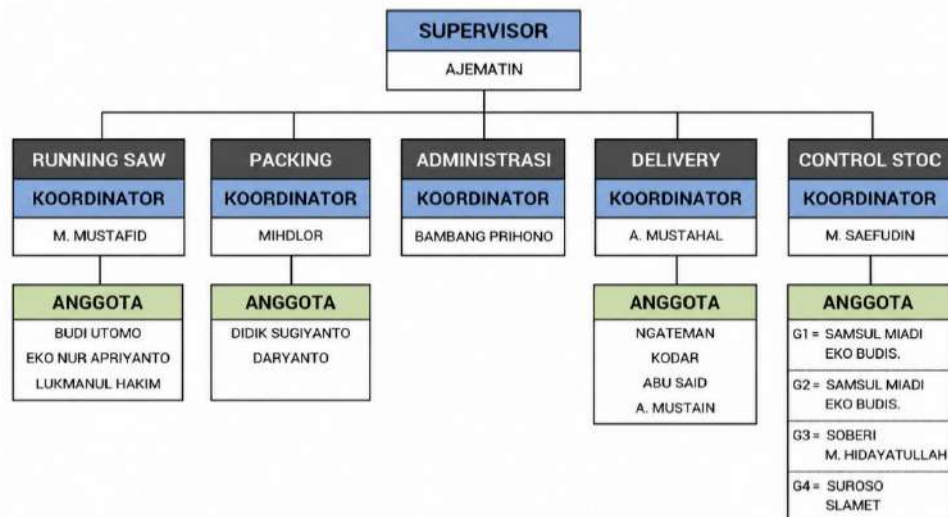 SUPERVISOR
AJEMATIN
RUNNING SAW
KOORDINATOR
M. MUSTAFID
ANGGOTA
BUDI UTOMO
EKO NUR APRIYANTO
LUKMANUL HAKIM
PACKING
KOORDINATOR
MIHDLOR
ANGGOTA
DIDIK SUGIYANTO
DARYANTO
ADMINISTRASI
KOORDINATOR
BAMBANG PRIHONO
DELIVERY
KOORDINATOR
A. MUSTAHAL
ANGGOTA
NGATEMAN
KODAR
ABU SAID
A. MUSTAIN
CONTROL STOC
KOORDINATOR
M. SAEFUDIN
ANGGOTA
G1 = SAMSUL MIADI
EKO BUDIS.
G2 = SAMSUL MIADI
EKO BUDIS.
G3 = SOBERI
M. HIDAYATULLAH
G4 = SUROSO
SLAMET